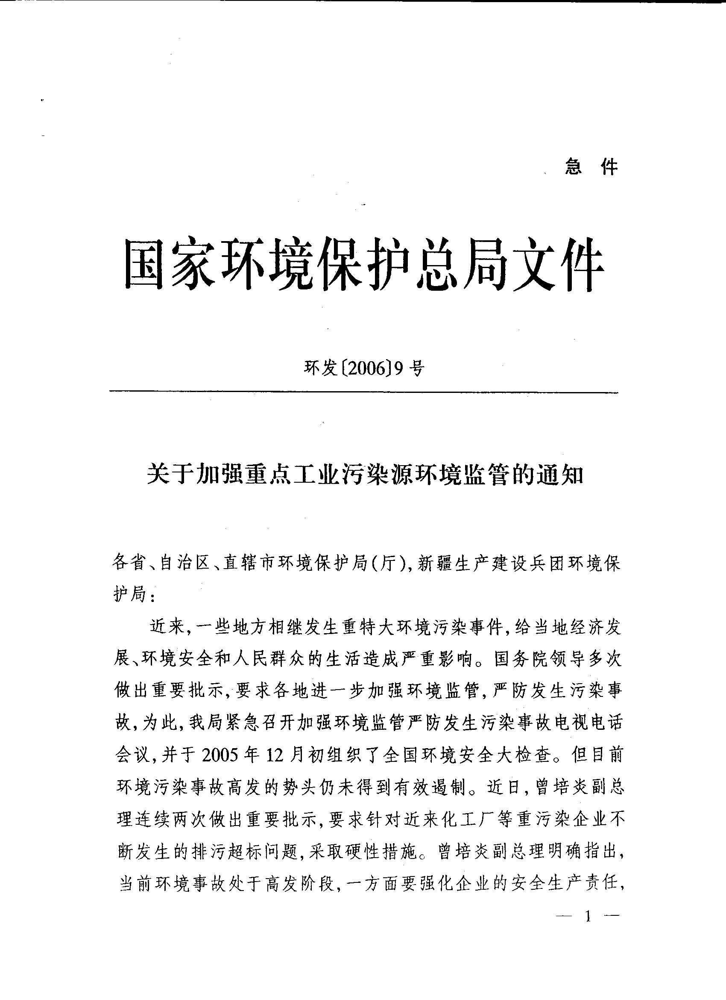 急 件
国家环境保护总局文件
环发〔2006〕9 号
关于加强重点工业污染源环境监管的通知
各省、自治区、直辖市环境保护局(厅),新疆生产建设兵团环境保
护局:
近来,一些地方相继发生重特大环境污染事件,给当地经济发
展、环境安全和人民群众的生活造成严重影响。国务院领导多次
做出重要批示,要求各地进一步加强环境监管,严防发生污染事
故,为此,我局紧急召开加强环境监管严防发生污染事故电视电话
会议,并于 2005 年 12 月初组织了全国环境安全大检查。但目前
环境污染事故高发的势头仍未得到有效遏制。近日,曾培炎副总
理连续两次做出重要批示,要求针对近来化工厂等重污染企业不
断发生的排污超标问题,采取硬性措施。曾培炎副总理明确指出,
当前环境事故处于高发阶段,一方面要强化企业的安全生产责任,
— 1 —